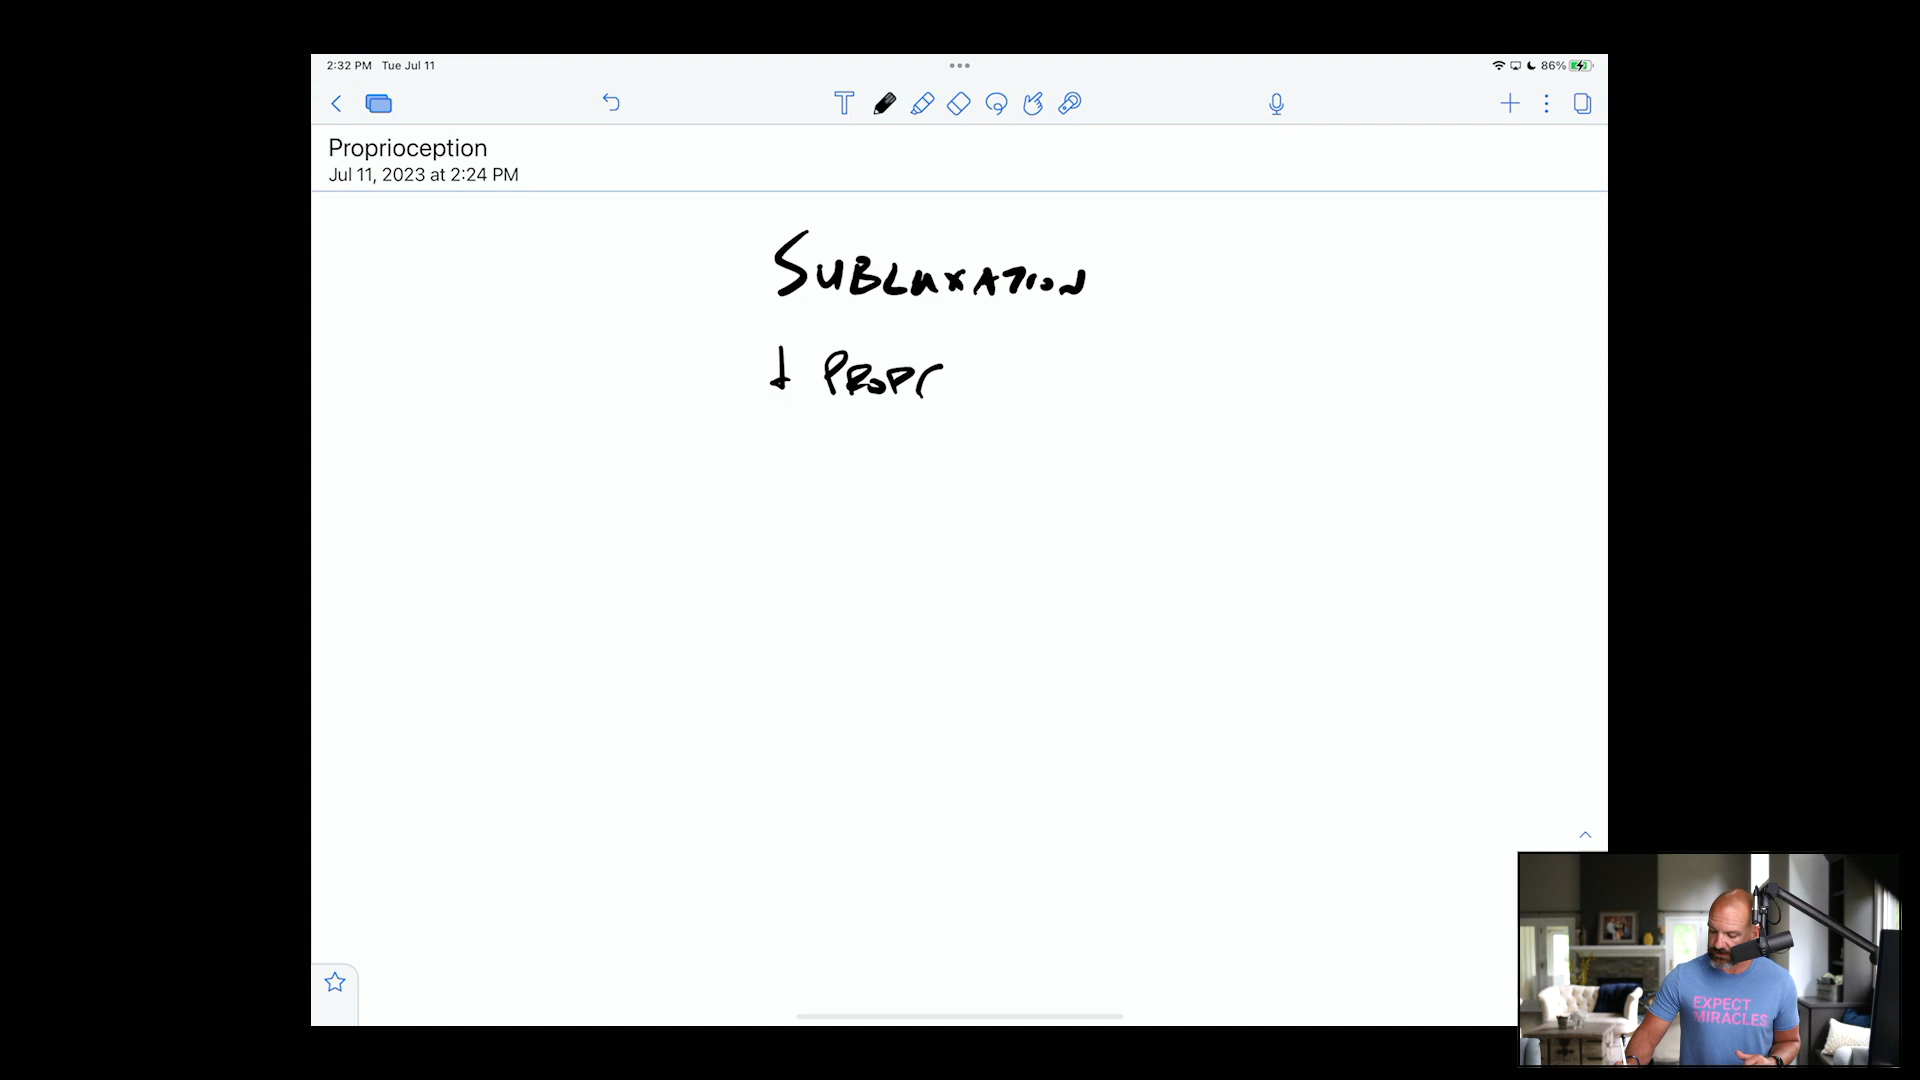 2:32 PM Tue Jul 11
86%
T
Proprioception
Jul 11, 2023 at 2:24 PM
SUBLUXATION
↓ PROPr
EXPECT
MIRACLES